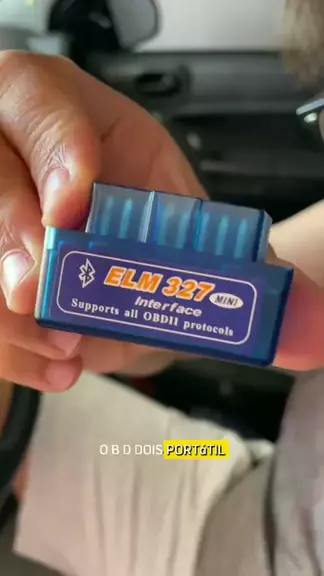 ELM 327 MINI
Interface
Supports all OBDII protocols
O B D DOIS PORTáTIL